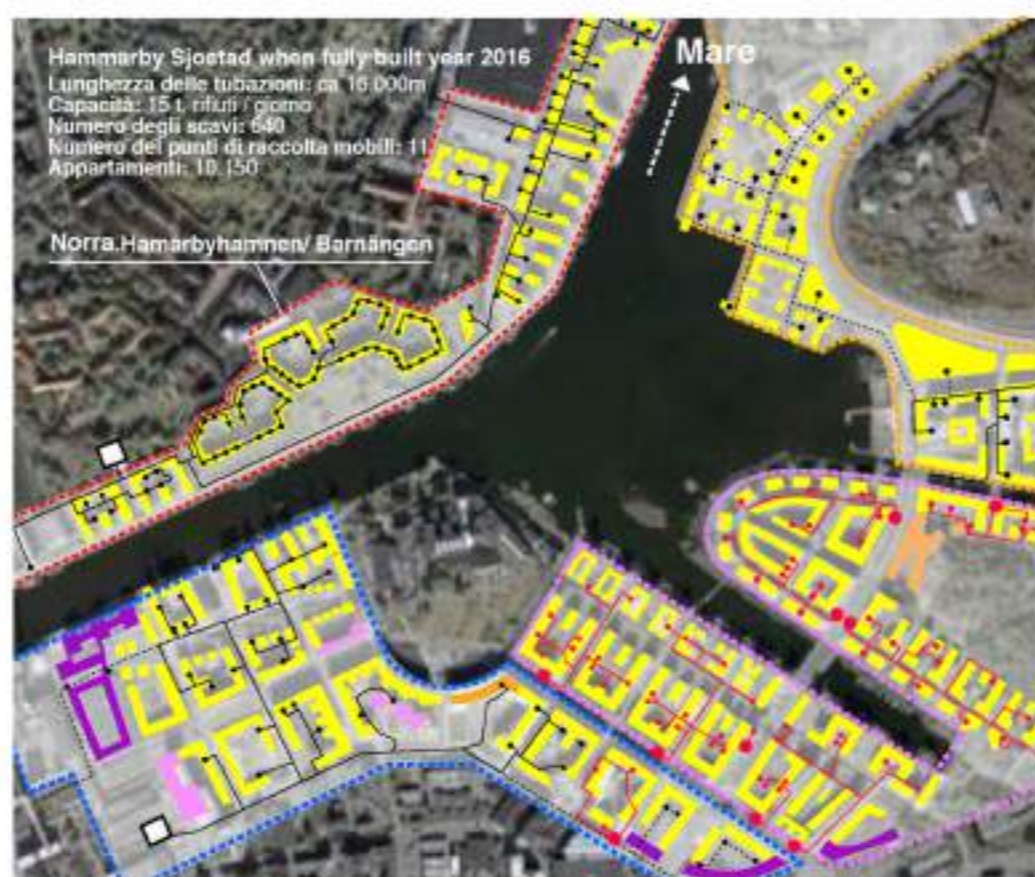 Hammarby Sjostad when fully built year 2016
Lunghezza delle tubazioni: ca 16 000m
Capacità: 15 t. rifiuti / giorno
Numero degli scavi: 640
Numero dei punti di raccolta mobili: 11
Appartamenti: 10.150
Mare
Norra.Hamarbyhamnen/ Barnängen